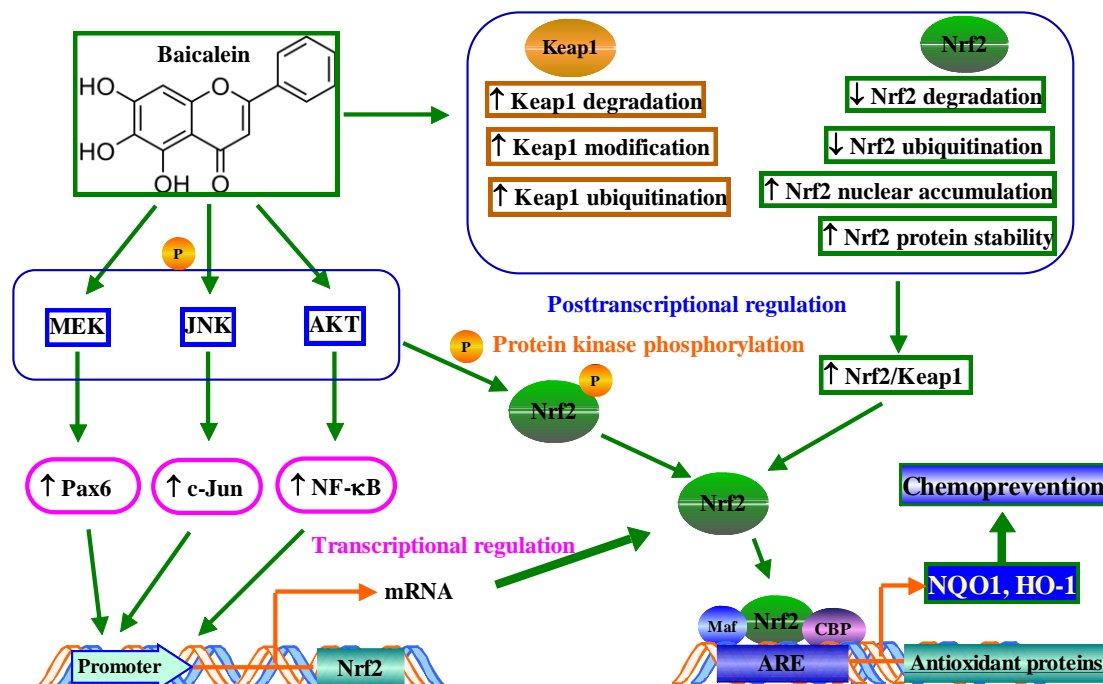 Baicalein
HO
O
HO
OH
O
Keap1
Nrf2
↑ Keap1 degradation
↓ Nrf2 degradation
↑ Keap1 modification
↓ Nrf2 ubiquitination
↑ Keap1 ubiquitination
↑ Nrf2 nuclear accumulation
↑ Nrf2 protein stability
P
MEK
JNK
AKT
Posttranscriptional regulation
P
Protein kinase phosphorylation
P
Nrf2
↑ Nrf2/Keap1
↑ Pax6
↑ c-Jun
↑ NF-κB
Nrf2
Chemoprevention
Transcriptional regulation
mRNA
NQO1, HO-1
Maf
Nrf2
CBP
Promoter
Nrf2
ARE
Antioxidant proteins